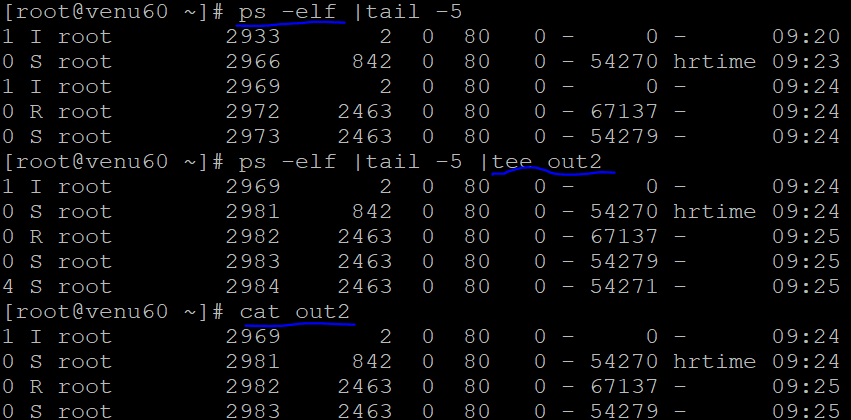 [root@venu60 ~]# ps -elf |tail -5
1 I root 2933 2 0 80 0 - 0 - 09:20
0 S root 2966 842 0 80 0 - 54270 hrtime 09:23
1 I root 2969 2 0 80 0 - 0 - 09:24
0 R root 2972 2463 0 80 0 - 67137 - 09:24
0 S root 2973 2463 0 80 0 - 54279 - 09:24
[root@venu60 ~]# ps -elf |tail -5 |tee out2
1 I root 2969 2 0 80 0 - 0 - 09:24
0 S root 2981 842 0 80 0 - 54270 hrtime 09:24
0 R root 2982 2463 0 80 0 - 67137 - 09:25
0 S root 2983 2463 0 80 0 - 54279 - 09:25
4 S root 2984 2463 0 80 0 - 54271 - 09:25
[root@venu60 ~]# cat out2
1 I root 2969 2 0 80 0 - 0 - 09:24
0 S root 2981 842 0 80 0 - 54270 hrtime 09:24
0 R root 2982 2463 0 80 0 - 67137 - 09:25
0 S root 2983 2463 0 80 0 - 54279 - 09:25